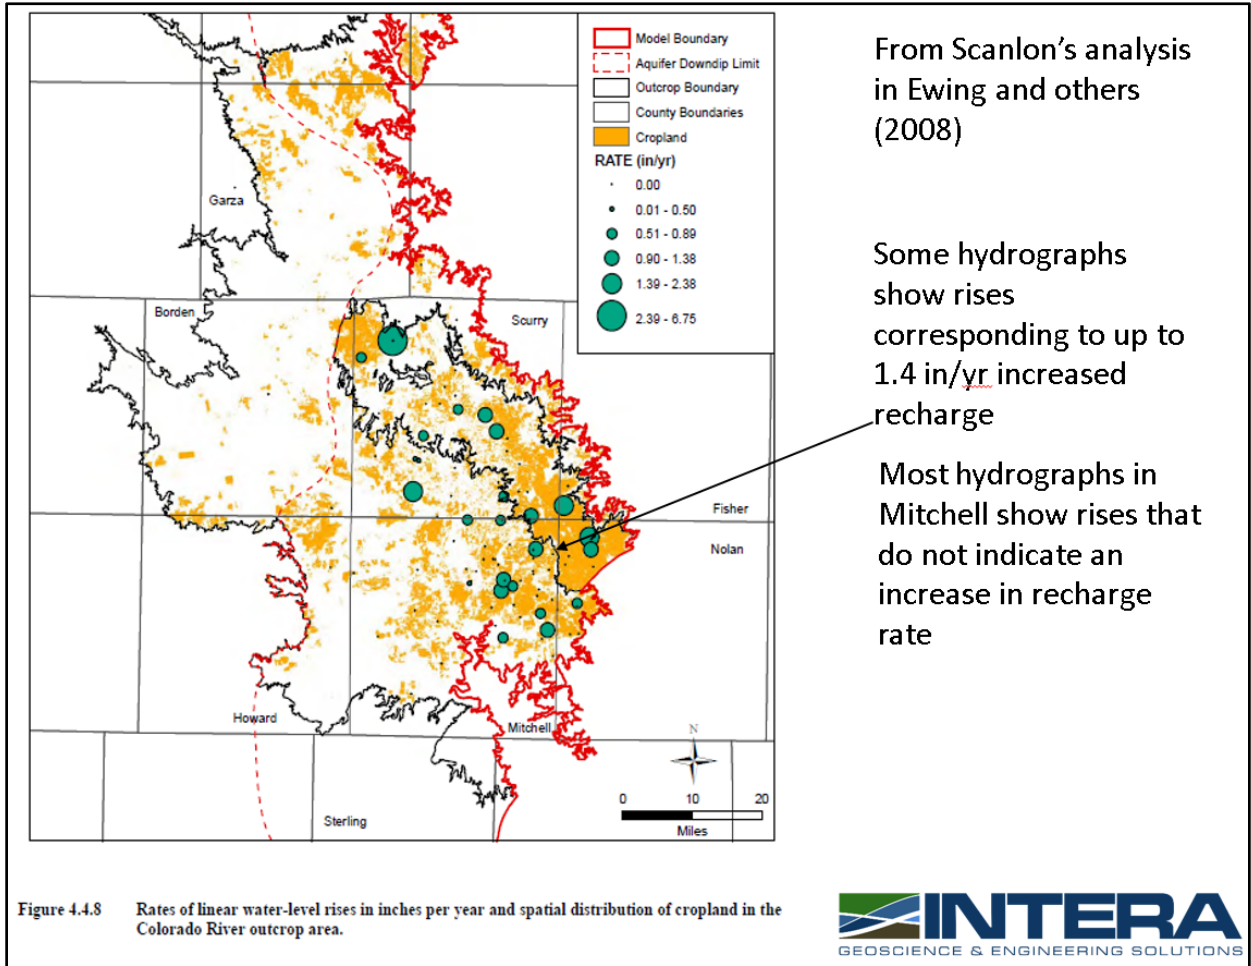 Model Boundary
Aquifer Downdip Limit
Outcrop Boundary
County Boundaries
Cropland
RATE (in/yr)
0.00
0.01 - 0.50
0.51 - 0.89
0.90 - 1.38
1.39 - 2.38
2.39 - 6.75
Garza
Borden
Scurry
Fisher
Nolan
Howard
Mitchell
Sterling
N
0 10 20
Miles
From Scanlon's analysis
in Ewing and others
(2008)
Some hydrographs
show rises
corresponding to up to
1.4 in/yr increased
recharge
Most hydrographs in
Mitchell show rises that
do not indicate an
increase in recharge
rate
Figure 4.4.8 Rates of linear water-level rises in inches per year and spatial distribution of cropland in the
Colorado River outcrop area.
INTERA
GEOSCIENCE & ENGINEERING SOLUTIONS